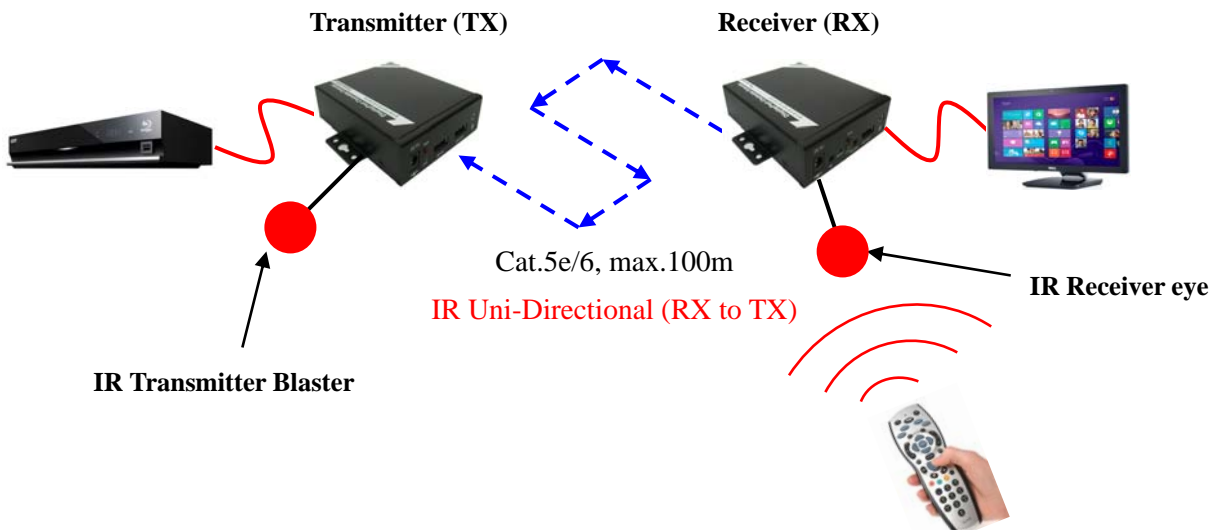 Transmitter (TX)
Receiver (RX)
Cat.5e/6, max.100m
IR Uni-Directional (RX to TX)
IR Receiver eye
IR Transmitter Blaster